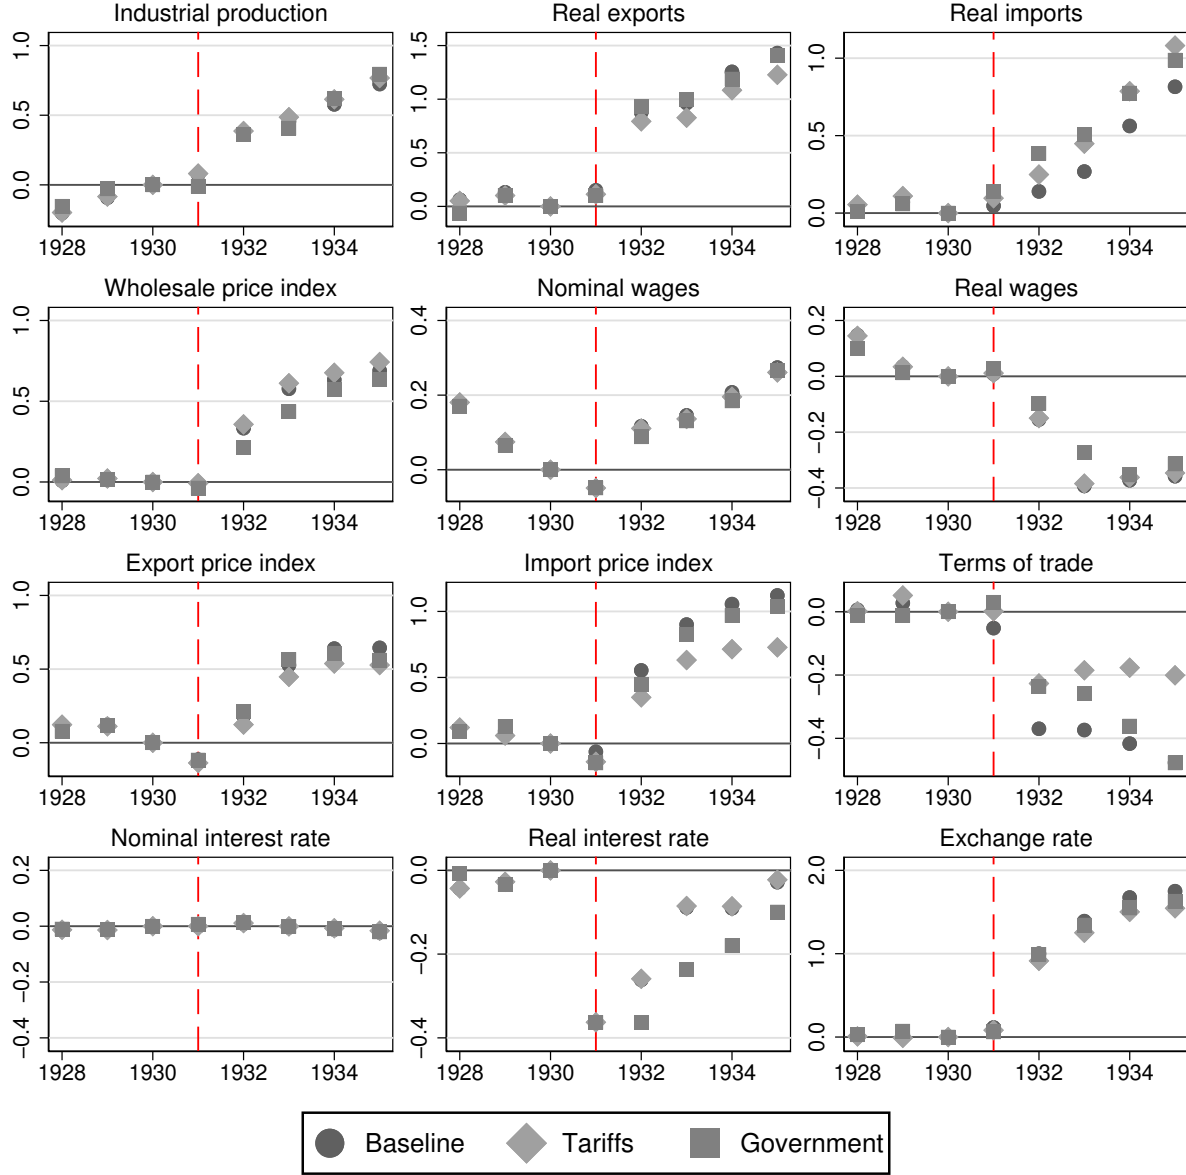 Industrial production
1.0
0.5
0.0
1928 1930 1932 1934
Real exports
1.5
1.0
0.5
0.0
1928 1930 1932 1934
Real imports
1.0
0.5
0.0
1928 1930 1932 1934
Wholesale price index
1.0
0.5
0.0
1928 1930 1932 1934
Nominal wages
0.4
0.2
0.0
1928 1930 1932 1934
Real wages
0.2
0.0
−0.2
−0.4
1928 1930 1932 1934
Export price index
1.0
0.5
0.0
1928 1930 1932 1934
Import price index
1.0
0.5
0.0
1928 1930 1932 1934
Terms of trade
0.0
−0.2
−0.4
1928 1930 1932 1934
Nominal interest rate
0.2
0.0
−0.2
−0.4
1928 1930 1932 1934
Real interest rate
0.0
−0.2
−0.4
1928 1930 1932 1934
Exchange rate
2.0
1.0
0.0
1928 1930 1932 1934
Baseline Tariffs Government